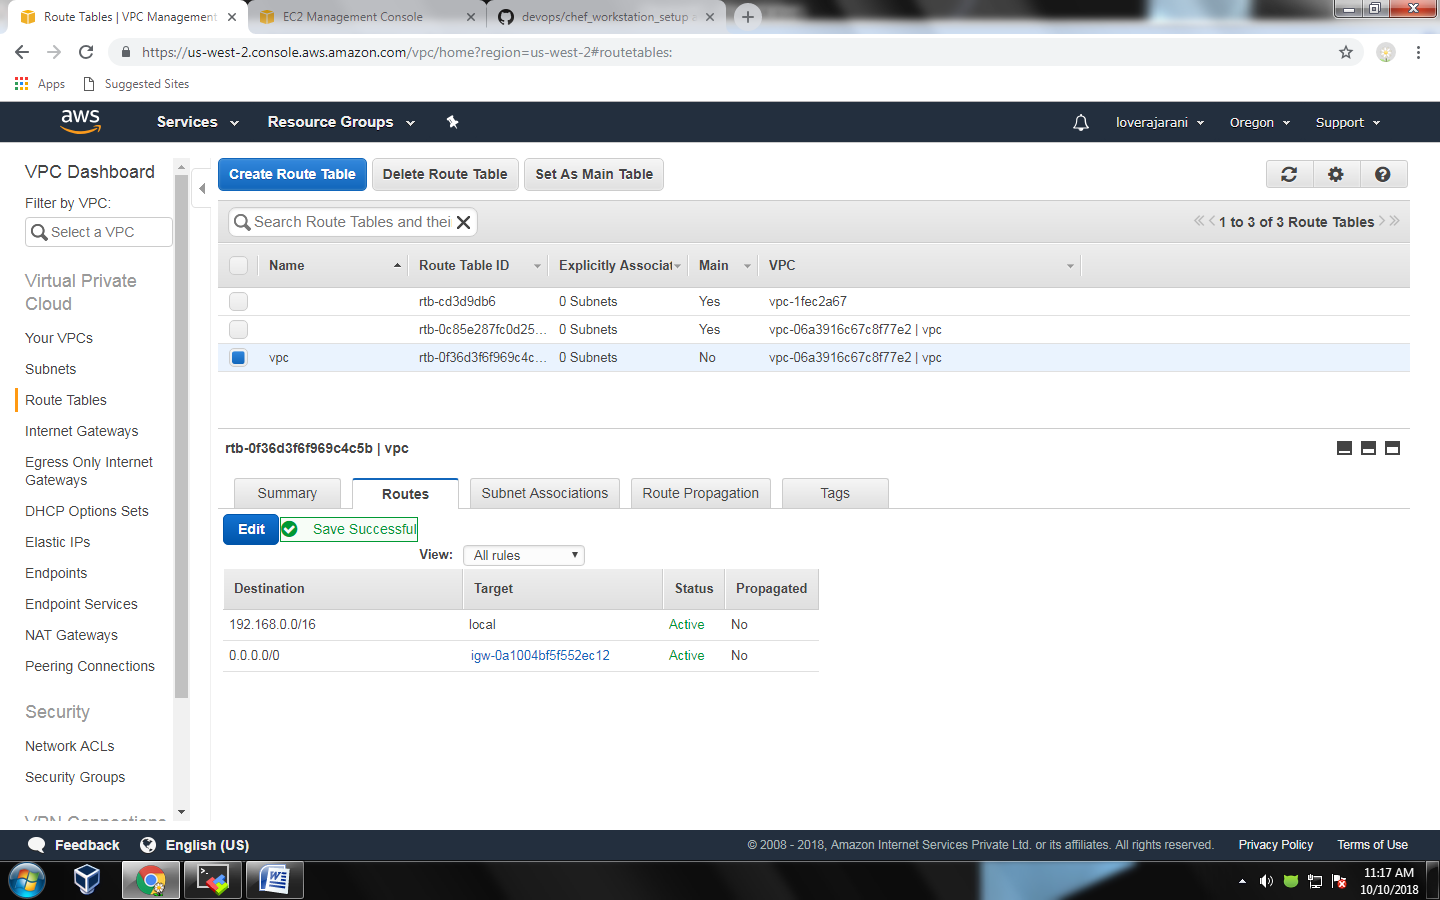 Route Tables | VPC Management
EC2 Management Console
devops/chef_workstation_setup a
https://us-west-2.console.aws.amazon.com/vpc/home?region=us-west-2#routetables:
Apps
Suggested Sites
aws
Services
Resource Groups
loverajarani
Oregon
Support
VPC Dashboard
Filter by VPC:
Select a VPC
Virtual Private
Cloud
Your VPCs
Subnets
Route Tables
Internet Gateways
Egress Only Internet
Gateways
DHCP Options Sets
Elastic IPs
Endpoints
Endpoint Services
NAT Gateways
Peering Connections
Security
Network ACLs
Security Groups
VPN Connections
Create Route Table
Delete Route Table
Set As Main Table
Search Route Tables and thei
1 to 3 of 3 Route Tables
Name Route Table ID Explicitly Associat Main VPC
rtb-cd3d9db6 0 Subnets Yes vpc-1fec2a67
rtb-0c85e287fc0d25... 0 Subnets Yes vpc-06a3916c67c8f77e2 | vpc
vpc rtb-0f36d3f6f969c4c... 0 Subnets No vpc-06a3916c67c8f77e2 | vpc
rtb-0f36d3f6f969c4c5b | vpc
Summary
Routes
Subnet Associations
Route Propagation
Tags
Edit
Save Successful
View: All rules
Destination Target Status Propagated
192.168.0.0/16 local Active No
0.0.0.0/0 igw-0a1004bf5f552ec12 Active No
Feedback
English (US)
© 2008 - 2018, Amazon Internet Services Private Ltd. or its affiliates. All rights reserved.
Privacy Policy
Terms of Use
11:17 AM
10/10/2018